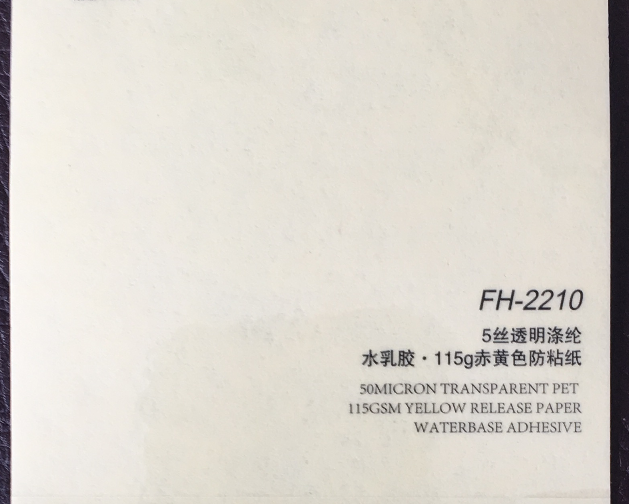 FH-2210
5丝透明涤纶
水乳胶·115g赤黄色防粘纸
50MICRON TRANSPARENT PET
115GSM YELLOW RELEASE PAPER
WATERBASE ADHESIVE